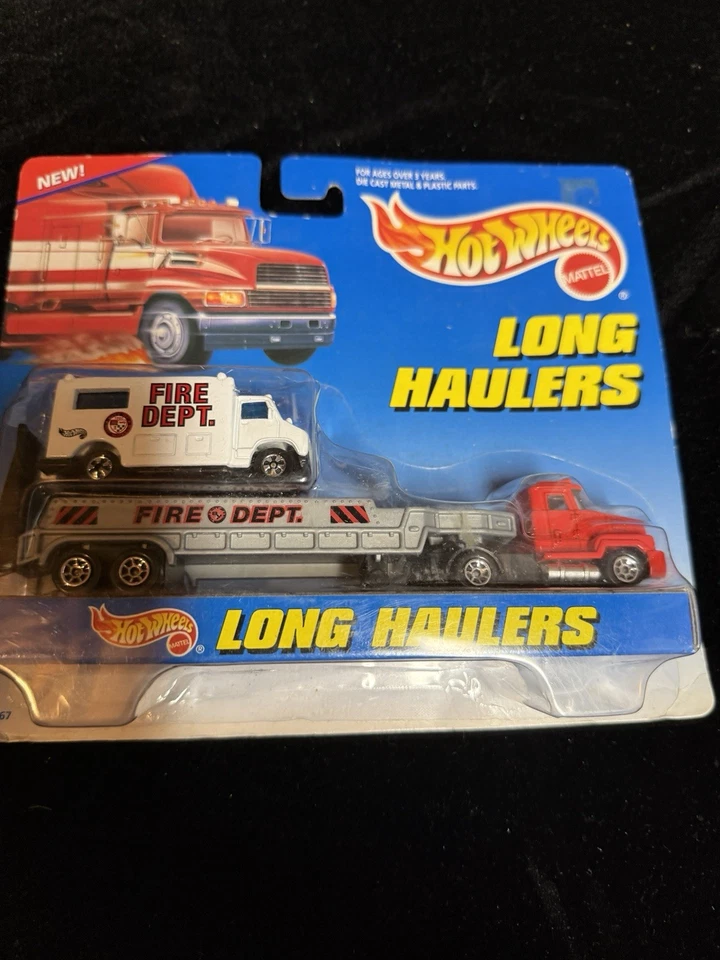 NEW!
FOR AGES OVER 3 YEARS.
DIE CAST METAL & PLASTIC PARTS.
HOT WHEELS
MATTEL
®
LONG
HAULERS
FIRE
DEPT.
FIRE DEPT.
HOT WHEELS
MATTEL
®
LONG HAULERS
67